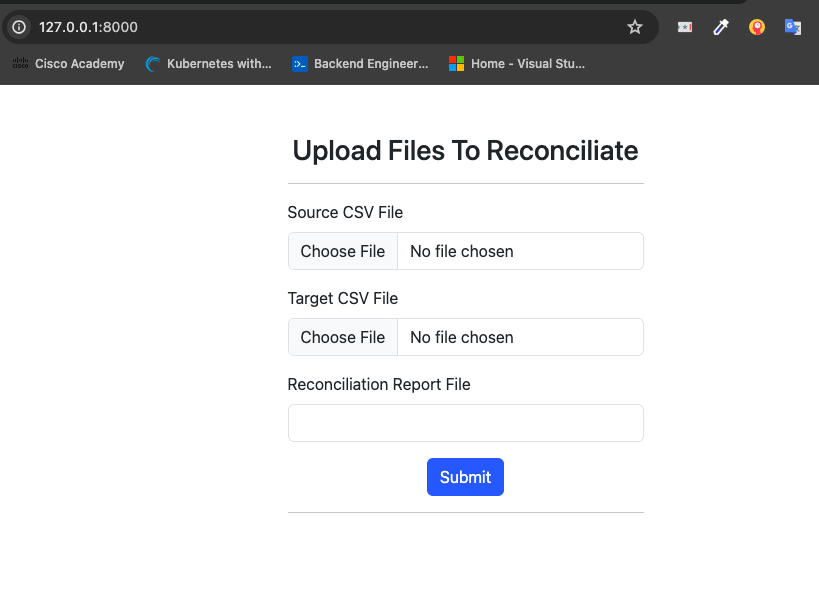 127.0.0.1:8000
Cisco Academy Kubernetes with... Backend Engineer... Home - Visual Stu...
Upload Files To Reconciliate
Source CSV File
Choose File No file chosen
Target CSV File
Choose File No file chosen
Reconciliation Report File
Submit